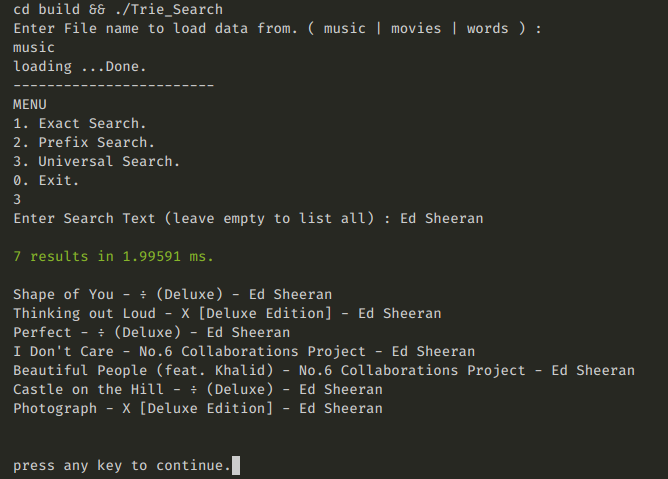 cd build && ./Trie_Search
Enter File name to load data from. ( music | movies | words ) :
music
loading ...Done.
------------------------
MENU
1. Exact Search.
2. Prefix Search.
3. Universal Search.
0. Exit.
3
Enter Search Text (leave empty to list all) : Ed Sheeran
7 results in 1.99591 ms.
Shape of You - ÷ (Deluxe) - Ed Sheeran
Thinking out Loud - X [Deluxe Edition] - Ed Sheeran
Perfect - ÷ (Deluxe) - Ed Sheeran
I Don't Care - No.6 Collaborations Project - Ed Sheeran
Beautiful People (feat. Khalid) - No.6 Collaborations Project - Ed Sheeran
Castle on the Hill - ÷ (Deluxe) - Ed Sheeran
Photograph - X [Deluxe Edition] - Ed Sheeran
press any key to continue.